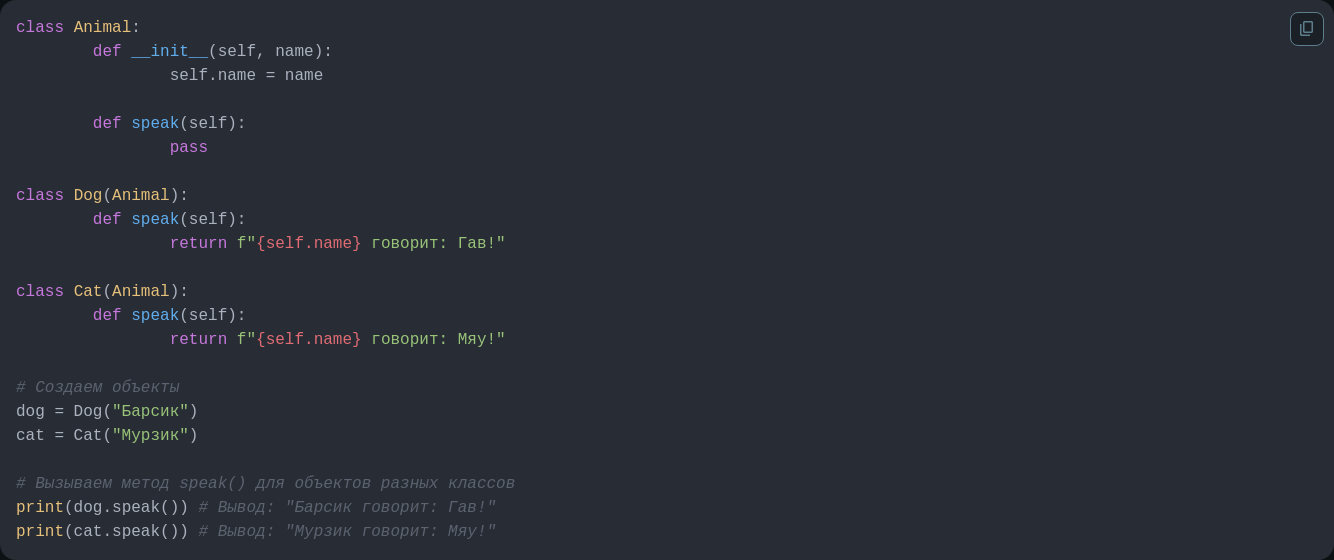 class Animal:
        def __init__(self, name):
                self.name = name

        def speak(self):
                pass

class Dog(Animal):
        def speak(self):
                return f"{self.name} говорит: Гав!"

class Cat(Animal):
        def speak(self):
                return f"{self.name} говорит: Мяу!"

# Создаем объекты
dog = Dog("Барсик")
cat = Cat("Мурзик")

# Вызываем метод speak() для объектов разных классов
print(dog.speak()) # Вывод: "Барсик говорит: Гав!"
print(cat.speak()) # Вывод: "Мурзик говорит: Мяу!"